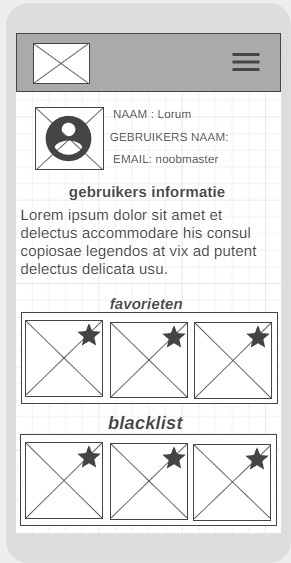 NAAM : Lorum
GEBRUIKERS NAAM:
EMAIL: noobmaster
gebruikers informatie
Lorem ipsum dolor sit amet et
delectus accommodare his consul
copiosae legendos at vix ad putent
delectus delicata usu.
favorieten
blacklist